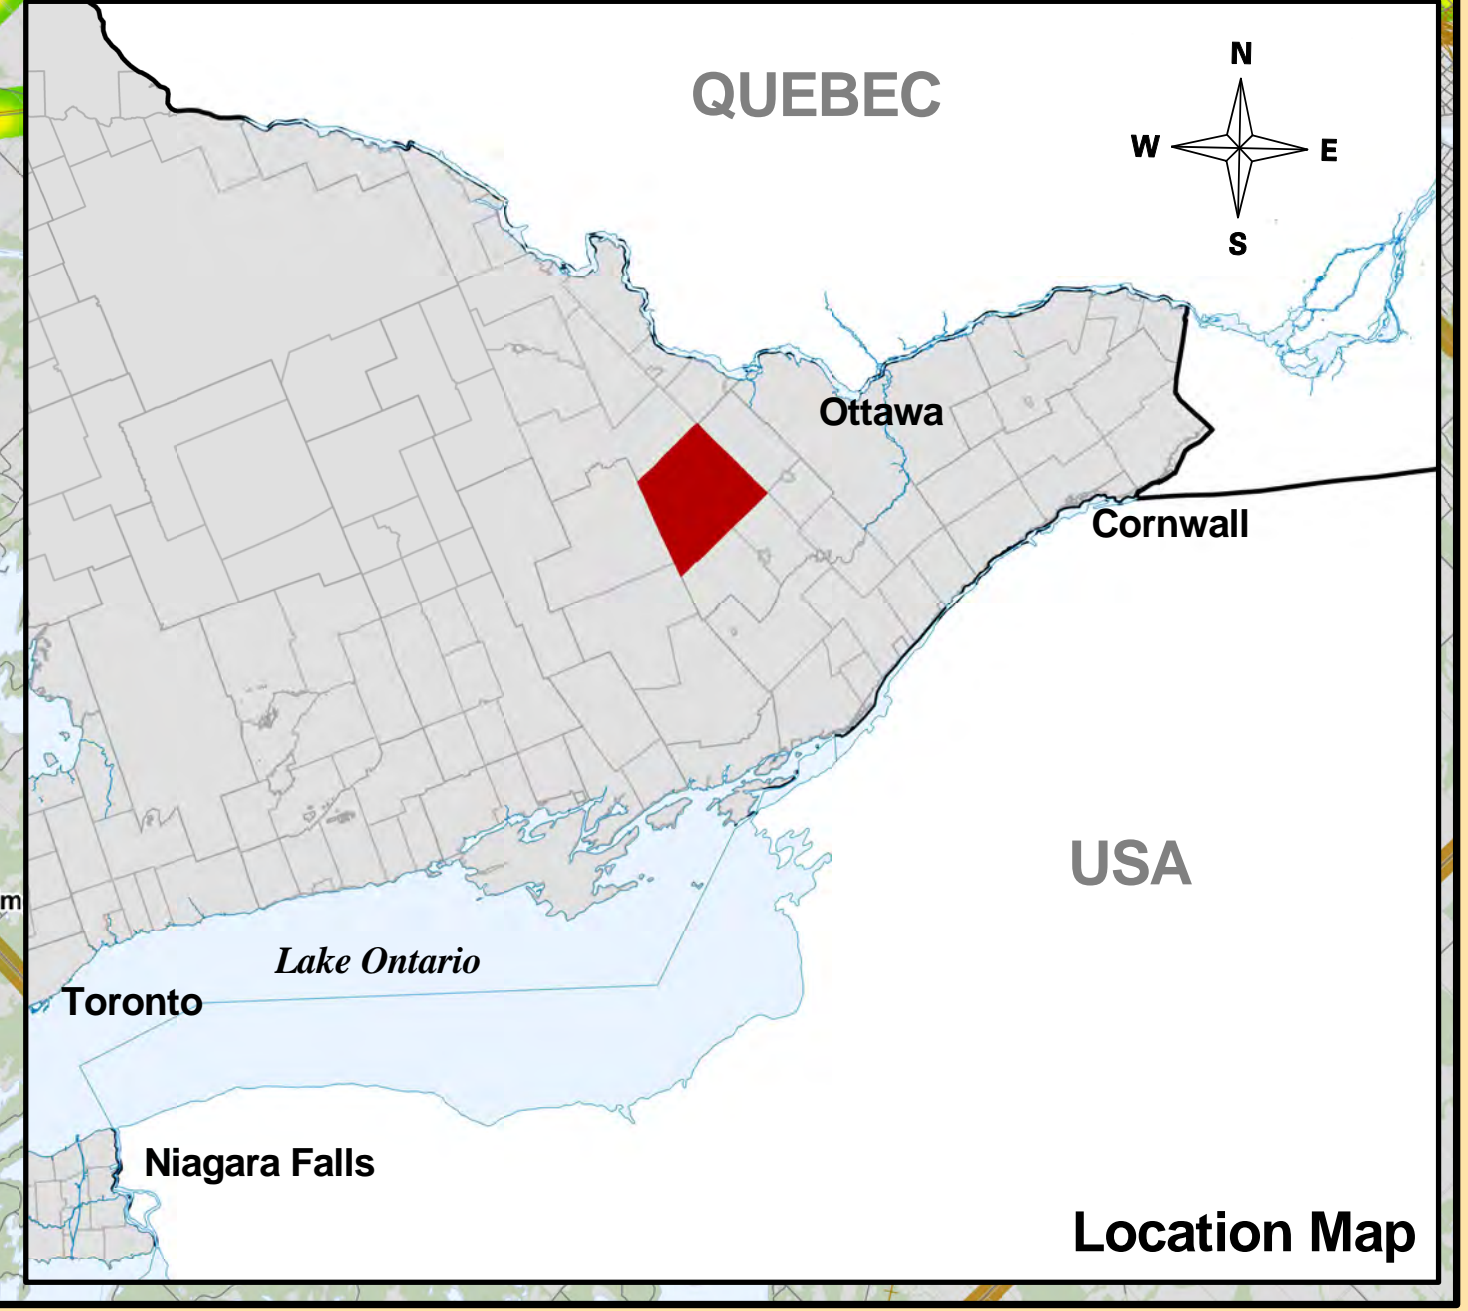 N
QUEBEC
W
E
S
Ottawa
Cornwall
USA
m
Lake Ontario
Toronto
Niagara Falls
Location Map